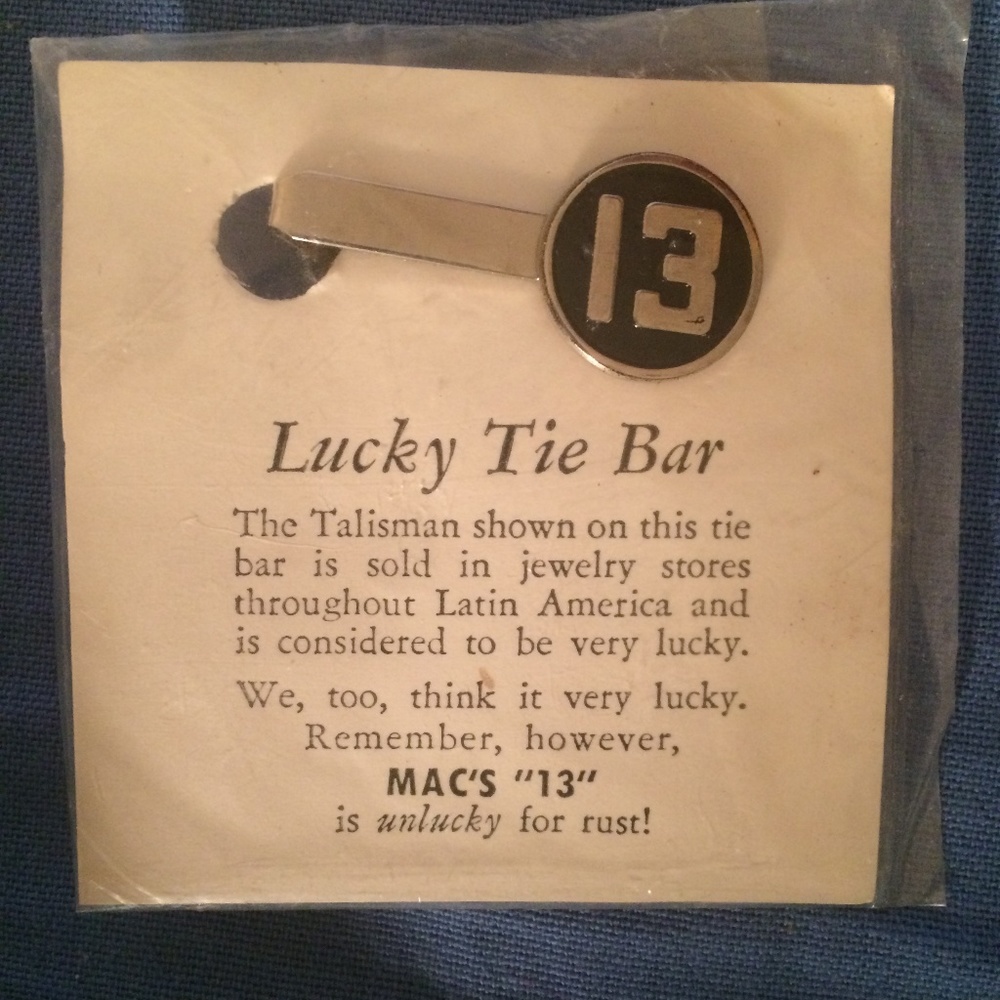 13
Lucky Tie Bar
The Talisman shown on this tie
bar is sold in jewelry stores
throughout Latin America and
is considered to be very lucky.
We, too, think it very lucky.
Remember, however,
MAC'S "13"
is unlucky for rust!